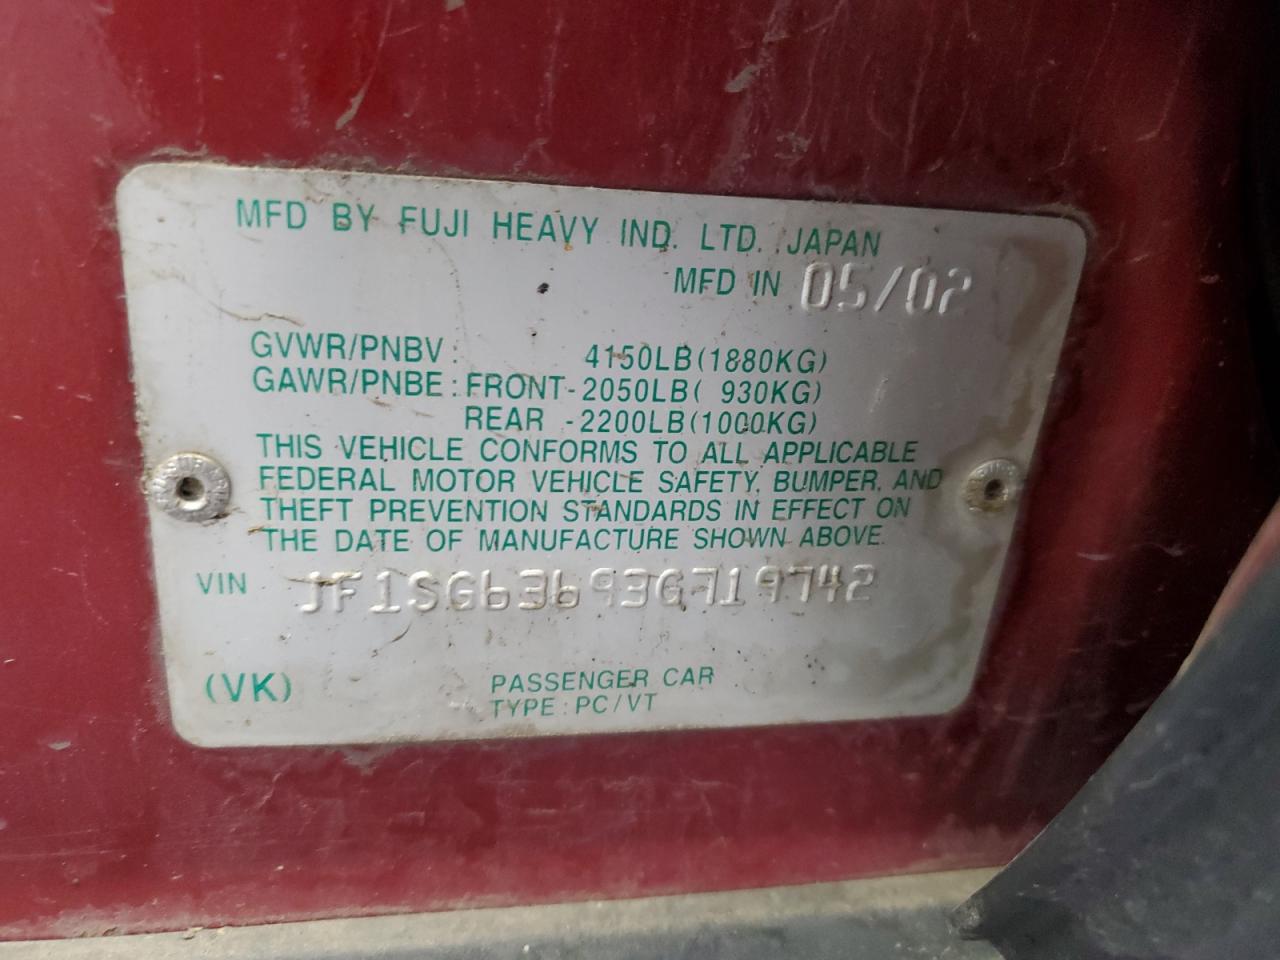 MFD BY FUJI HEAVY IND. LTD. JAPAN
MFD IN 05/02
GVWR/PNBV: 4150LB(1880KG)
GAWR/PNBE: FRONT-2050LB( 930KG)
REAR -2200LB(1000KG)
THIS VEHICLE CONFORMS TO ALL APPLICABLE
FEDERAL MOTOR VEHICLE SAFETY, BUMPER, AND
THEFT PREVENTION STANDARDS IN EFFECT ON
THE DATE OF MANUFACTURE SHOWN ABOVE.
VIN JF1SG63693G719742
(VK) PASSENGER CAR
TYPE: PC/VT